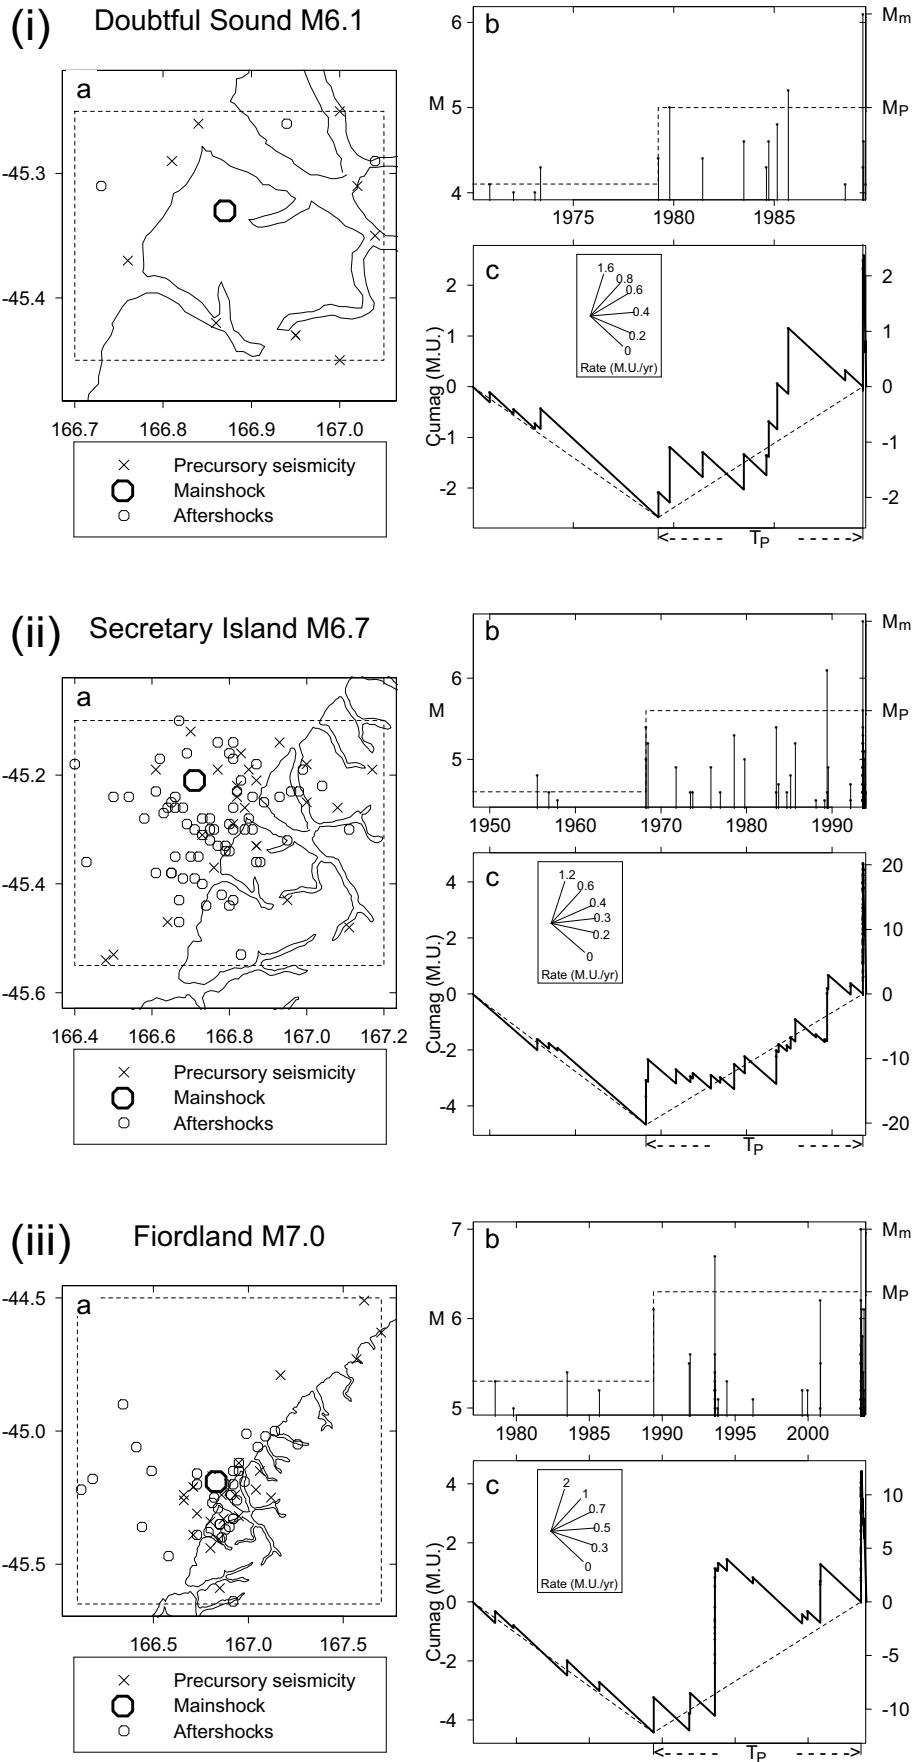 (i) Doubtful Sound M6.1
a
-45.3
-45.4
166.7 166.8 166.9 167.0
× Precursory seismicity
Mainshock
Aftershocks
b
6
M 5
4
Mm
MP
1975 1980 1985
c
Cumag (M.U.)
2
1
0
-1
-2
1.6
0.8
0.6
0.4
0.2
0
Rate (M.U./yr)
2
1
0
-1
-2
TP
(ii) Secretary Island M6.7
a
-45.2
-45.4
-45.6
166.4 166.6 166.8 167.0 167.2
× Precursory seismicity
Mainshock
Aftershocks
b
6
M
5
Mm
MP
1950 1960 1970 1980 1990
c
Cumag (M.U.)
4
2
0
-2
-4
1.2
0.6
0.4
0.3
0.2
0
Rate (M.U./yr)
20
10
0
-10
-20
TP
(iii) Fiordland M7.0
a
-44.5
-45.0
-45.5
166.5 167.0 167.5
× Precursory seismicity
Mainshock
Aftershocks
b
7
M 6
5
Mm
MP
1980 1985 1990 1995 2000
c
Cumag (M.U.)
4
2
0
-2
-4
2
1
0.7
0.5
0.3
0
Rate (M.U./yr)
10
5
0
-5
-10
TP